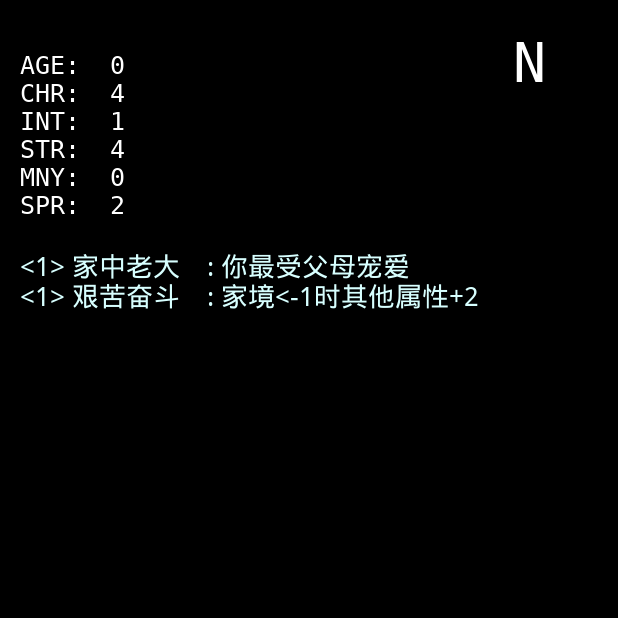 N
AGE: 0
CHR: 4
INT: 1
STR: 4
MNY: 0
SPR: 2
<1> 家中老大 : 你最受父母宠爱
<1> 艰苦奋斗 : 家境<-1时其他属性+2